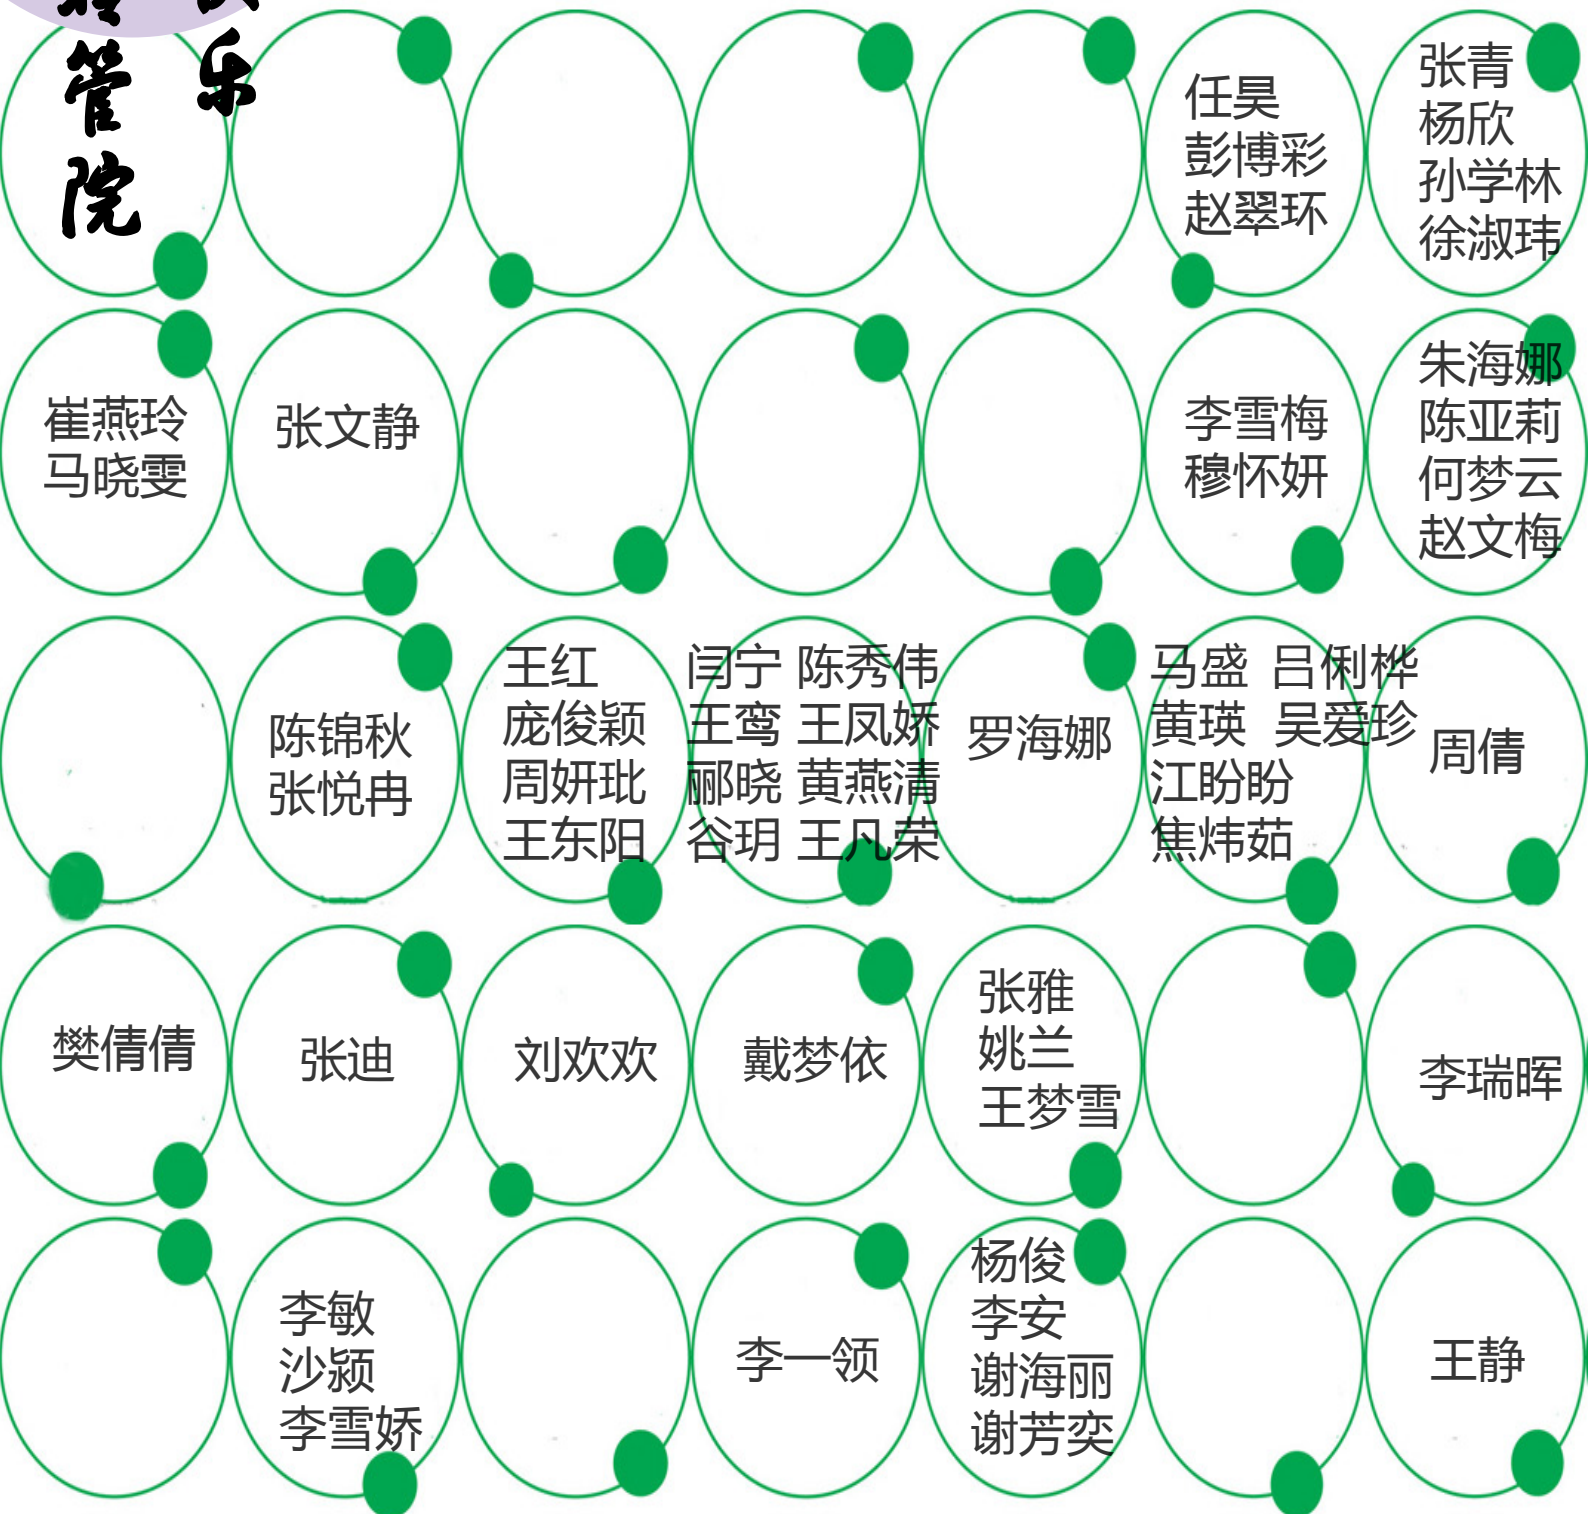 乐
管
院
任昊
彭博彩
赵翠环
张青
杨欣
孙学林
徐淑玮
崔燕玲
马晓雯
张文静
李雪梅
穆怀妍
朱海娜
陈亚莉
何梦云
赵文梅
陈锦秋
张悦冉
王红
庞俊颖
周妍玭
王东阳
闫宁 陈秀伟
王鸾 王凤娇
郦晓 黄燕清
谷玥 王凡荣
罗海娜
马盛 吕俐桦
黄瑛 吴爱珍
江盼盼
焦炜茹
周倩
樊倩倩
张迪
刘欢欢
戴梦依
张雅
姚兰
王梦雪
李瑞晖
李敏
沙颍
李雪娇
李一领
杨俊
李安
谢海丽
谢芳奕
王静